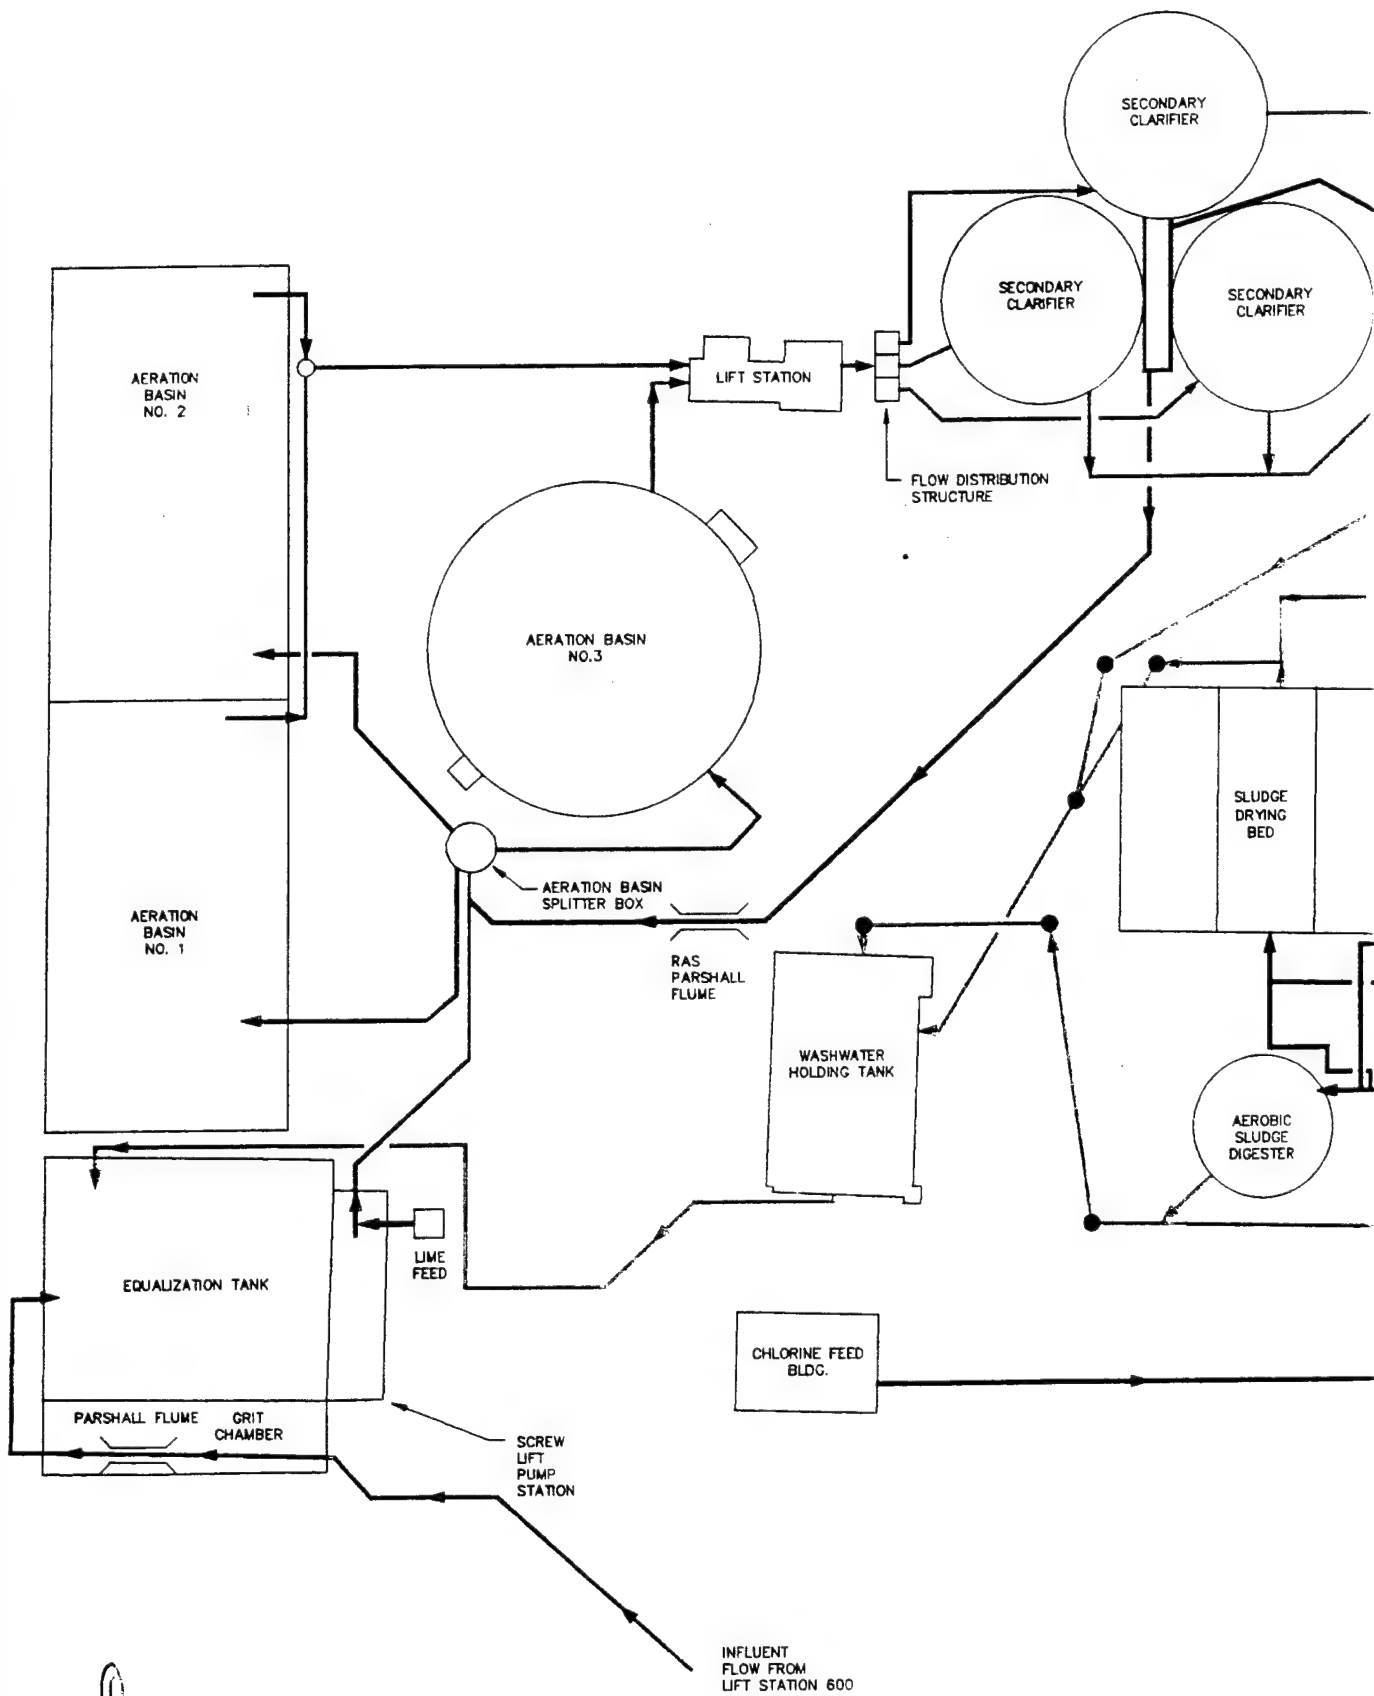 SECONDARY
CLARIFIER
SECONDARY
CLARIFIER
SECONDARY
CLARIFIER
AERATION
BASIN
NO. 2
LIFT STATION
FLOW DISTRIBUTION
STRUCTURE
AERATION BASIN
NO.3
SLUDGE
DRYING
BED
AERATION BASIN
SPLITTER BOX
AERATION
BASIN
NO. 1
RAS
PARSHALL
FLUME
WASHWATER
HOLDING TANK
AEROBIC
SLUDGE
DIGESTER
LIME
FEED
EQUALIZATION TANK
CHLORINE FEED
BLDG.
PARSHALL FLUME
GRIT
CHAMBER
SCREW
LIFT
PUMP
STATION
INFLUENT
FLOW FROM
LIFT STATION 600